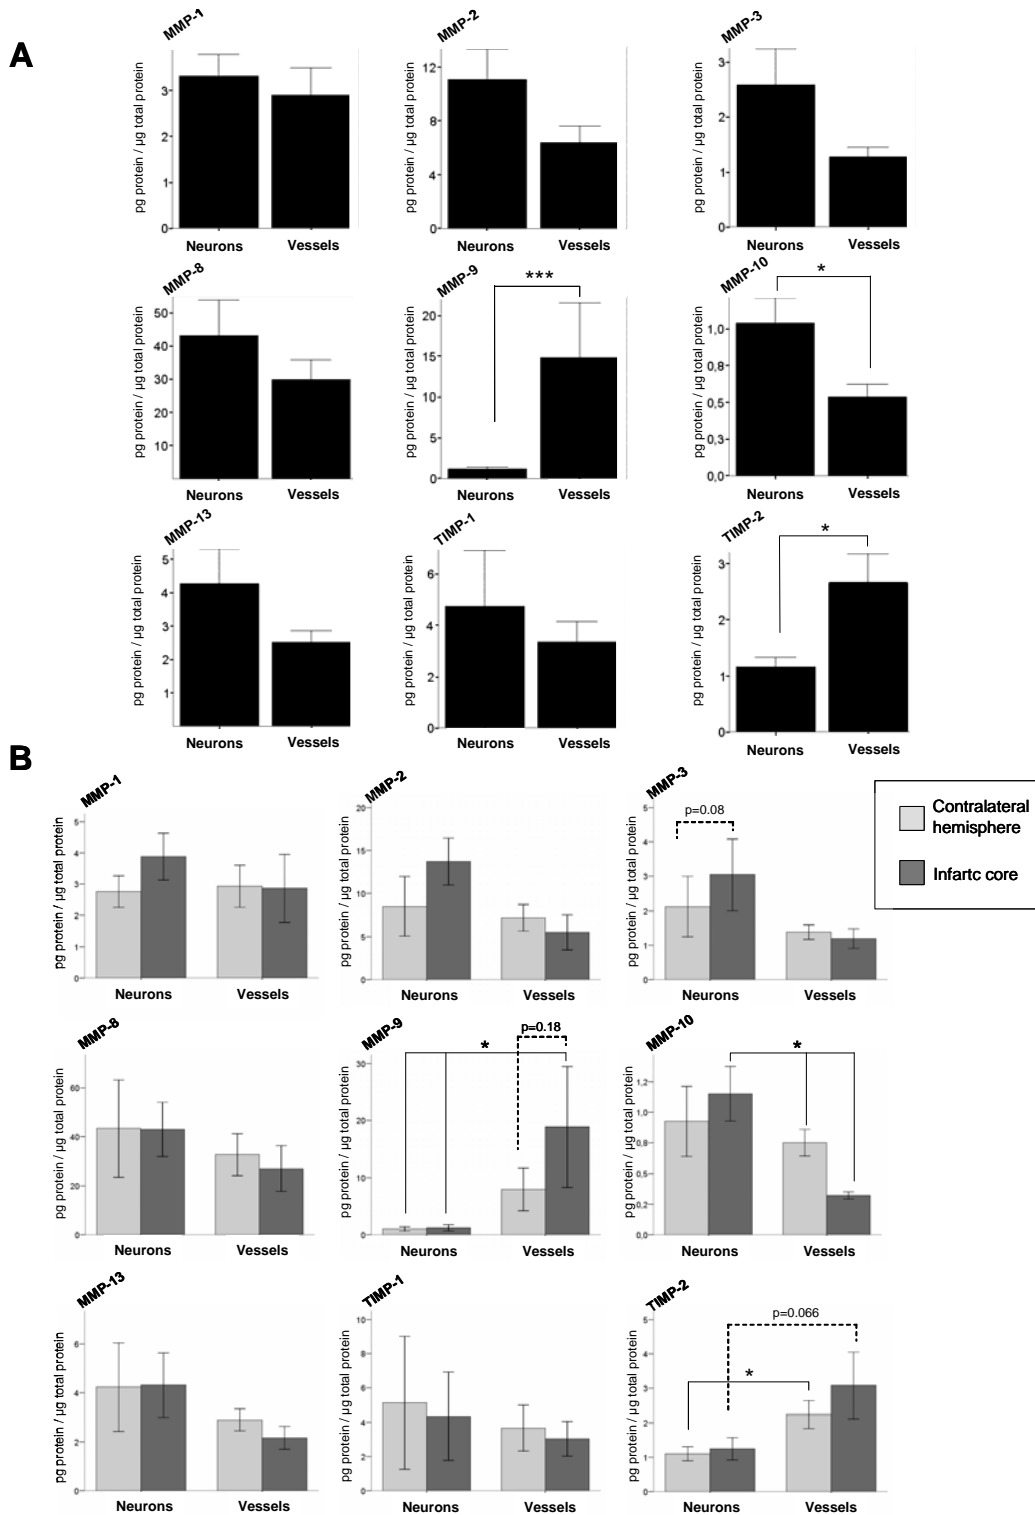 A
MMP-1
pg protein / µg total protein
3
2
1
0
Neurons Vessels
MMP-2
pg protein / µg total protein
12
8
4
0
Neurons Vessels
MMP-3
pg protein / µg total protein
3
2
1
0
Neurons Vessels
MMP-8
pg protein / µg total protein
50
40
30
20
10
Neurons Vessels
MMP-9
***
pg protein / µg total protein
20
15
10
5
0
Neurons Vessels
MMP-10
*
pg protein / µg total protein
1,0
0,8
0,5
0,3
0,0
Neurons Vessels
MMP-13
pg protein / µg total protein
5
4
3
2
1
Neurons Vessels
TIMP-1
pg protein / µg total protein
6
4
2
0
Neurons Vessels
TIMP-2
*
pg protein / µg total protein
3
2
1
0
Neurons Vessels
B
MMP-1
pg protein / µg total protein
5
4
3
2
1
0
Neurons Vessels
MMP-2
pg protein / µg total protein
20
15
10
5
0
Neurons Vessels
MMP-3
p=0.08
pg protein / µg total protein
5
4
3
2
1
0
Neurons Vessels
Contralateral
hemisphere
Infartc core
MMP-8
pg protein / µg total protein
60
40
20
0
Neurons Vessels
MMP-9
p=0.18
*
pg protein / µg total protein
30
20
10
0
Neurons Vessels
MMP-10
*
pg protein / µg total protein
1,2
1,0
0,8
0,5
0,2
0,0
Neurons Vessels
MMP-13
pg protein / µg total protein
6
4
2
0
Neurons Vessels
TIMP-1
pg protein / µg total protein
10
8
6
4
2
0
Neurons Vessels
TIMP-2
p=0.066
*
pg protein / µg total protein
5
4
3
2
1
0
Neurons Vessels